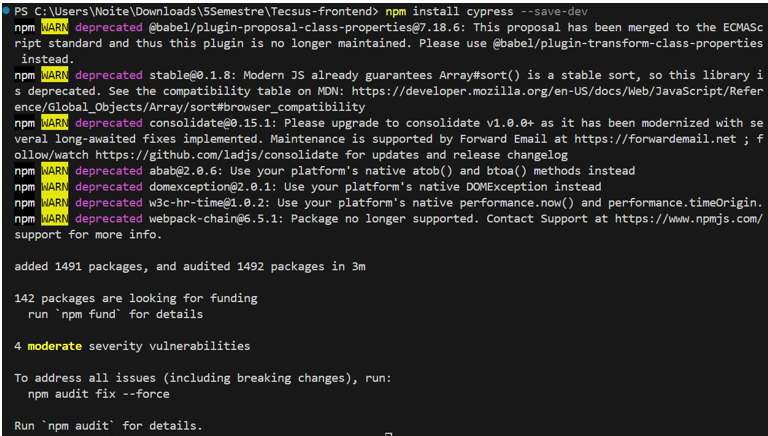 PS C:\Users\Noite\Downloads\5Semestre\Tecsus-frontend> npm install cypress --save-dev
npm WARN deprecated @babel/plugin-proposal-class-properties@7.18.6: This proposal has been merged to the ECMASc
ript standard and thus this plugin is no longer maintained. Please use @babel/plugin-transform-class-properties
 instead.
npm WARN deprecated stable@0.1.8: Modern JS already guarantees Array#sort() is a stable sort, so this library i
s deprecated. See the compatibility table on MDN: https://developer.mozilla.org/en-US/docs/Web/JavaScript/Refer
ence/Global_Objects/Array/sort#browser_compatibility
npm WARN deprecated consolidate@0.15.1: Please upgrade to consolidate v1.0.0+ as it has been modernized with se
veral long-awaited fixes implemented. Maintenance is supported by Forward Email at https://forwardemail.net ; f
ollow/watch https://github.com/ladjs/consolidate for updates and release changelog
npm WARN deprecated abab@2.0.6: Use your platform's native atob() and btoa() methods instead
npm WARN deprecated domexception@2.0.1: Use your platform's native DOMException instead
npm WARN deprecated w3c-hr-time@1.0.2: Use your platform's native performance.now() and performance.timeOrigin.
npm WARN deprecated webpack-chain@6.5.1: Package no longer supported. Contact Support at https://www.npmjs.com/
support for more info.

added 1491 packages, and audited 1492 packages in 3m

142 packages are looking for funding
  run `npm fund` for details

4 moderate severity vulnerabilities

To address all issues (including breaking changes), run:
  npm audit fix --force

Run `npm audit` for details.